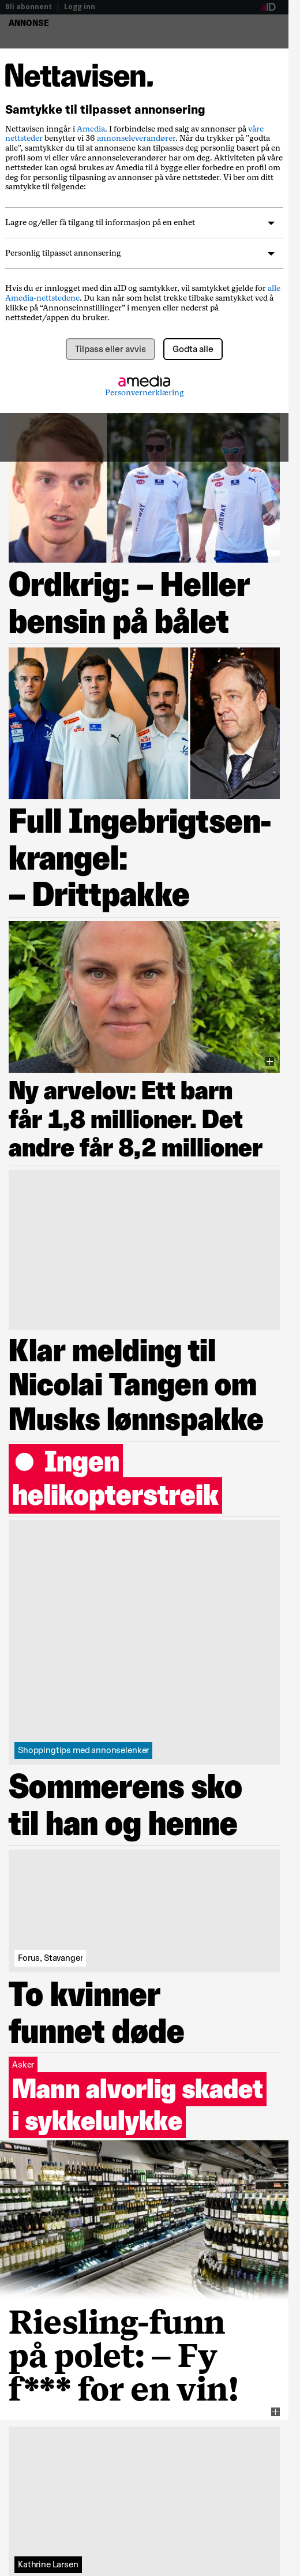 Bli abonnent | Logg inn aID
ANNONSE
Nettavisen.
Samtykke til tilpasset annonsering
Nettavisen inngår i Amedia. I forbindelse med salg av annonser på våre
nettsteder benytter vi 36 annonseleverandører. Når du trykker på "godta
alle", samtykker du til at annonsene kan tilpasses deg personlig basert på en
profil som vi eller våre annonseleverandører har om deg. Aktiviteten på våre
nettsteder kan også brukes av Amedia til å bygge eller forbedre en profil om
deg for personlig tilpasning av annonser på våre nettsteder. Vi ber om ditt
samtykke til følgende:
Lagre og/eller få tilgang til informasjon på en enhet
Personlig tilpasset annonsering
Hvis du er innlogget med din aID og samtykker, vil samtykket gjelde for alle
Amedia-nettstedene. Du kan når som helst trekke tilbake samtykket ved å
klikke på “Annonseinnstillinger” i menyen eller nederst på
nettstedet/appen du bruker.
Tilpass eller avvis Godta alle
amedia
Personvernerklæring
NORWAY
Ordkrig: – Heller
bensin på bålet
Full Ingebrigtsen-
krangel:
– Drittpakke
Ny arvelov: Ett barn
får 1,8 millioner. Det
andre får 8,2 millioner
Klar melding til
Nicolai Tangen om
Musks lønnspakke
● Ingen
helikopterstreik
Shoppingtips med annonselenker
Sommerens sko
til han og henne
Forus, Stavanger
To kvinner
funnet døde
Asker
Mann alvorlig skadet
i sykkelulykke
SPANIA
Riesling-funn
på polet: – Fy
f*** for en vin!
Kathrine Larsen